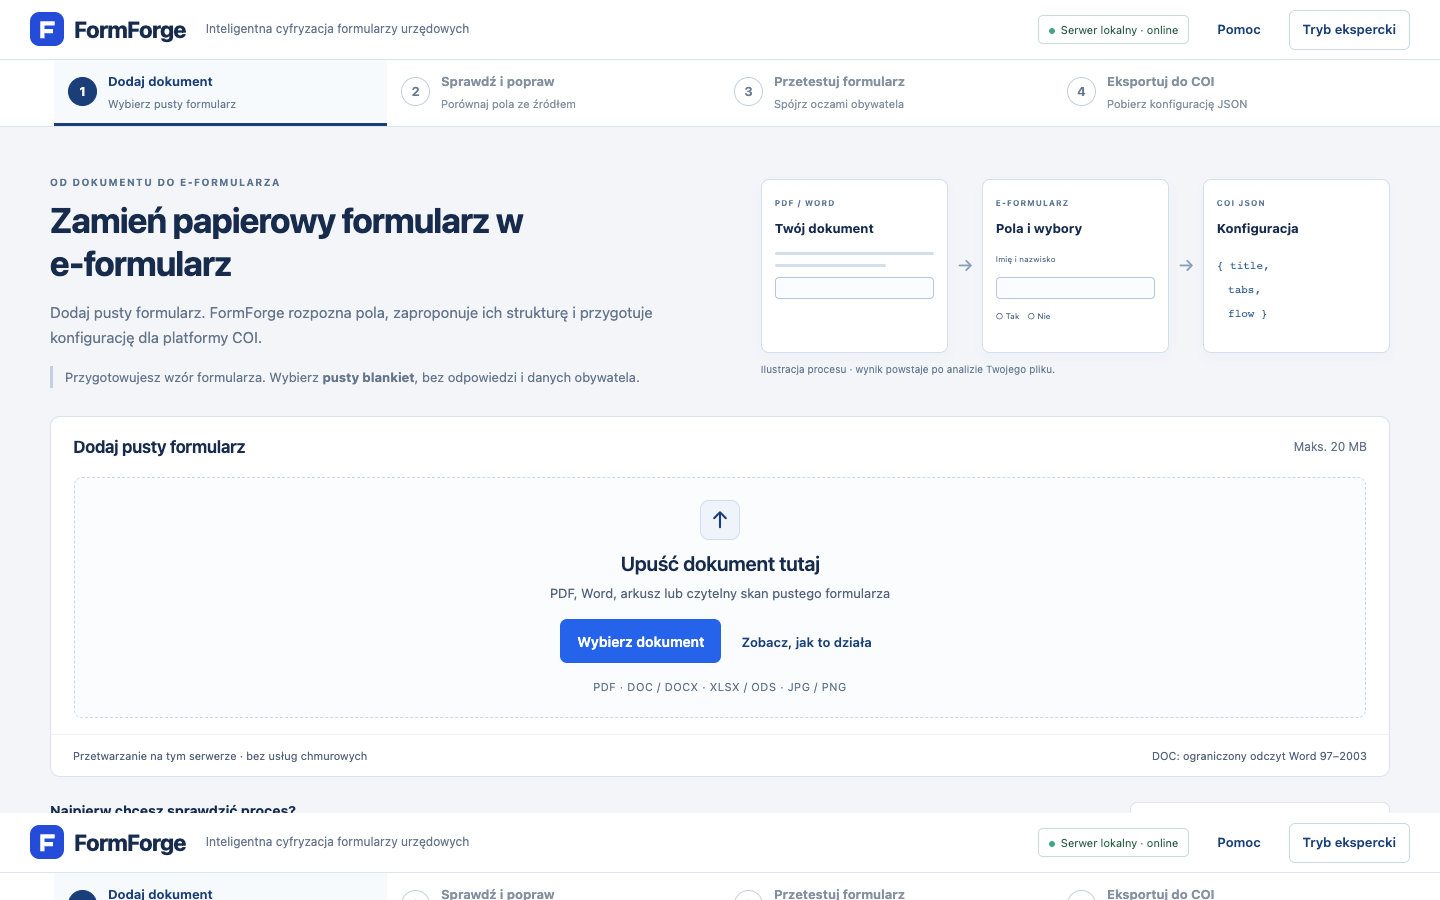 FormForge
Inteligentna cyfryzacja formularzy urzędowych
Serwer lokalny · online
Pomoc
Tryb ekspercki
1
Dodaj dokument
Wybierz pusty formularz
2
Sprawdź i popraw
Porównaj pola ze źródłem
3
Przetestuj formularz
Spójrz oczami obywatela
4
Eksportuj do COI
Pobierz konfigurację JSON
OD DOKUMENTU DO E-FORMULARZA
Zamień papierowy formularz w
e-formularz
Dodaj pusty formularz. FormForge rozpozna pola, zaproponuje ich strukturę i przygotuje
konfigurację dla platformy COI.
Przygotowujesz wzór formularza. Wybierz pusty blankiet, bez odpowiedzi i danych obywatela.
PDF / WORD
Twój dokument
E-FORMULARZ
Pola i wybory
Imię i nazwisko
Tak
Nie
COI JSON
Konfiguracja
{ title,
tabs,
flow }
Ilustracja procesu · wynik powstaje po analizie Twojego pliku.
Dodaj pusty formularz
Maks. 20 MB
Upuść dokument tutaj
PDF, Word, arkusz lub czytelny skan pustego formularza
Wybierz dokument
Zobacz, jak to działa
PDF · DOC / DOCX · XLSX / ODS · JPG / PNG
Przetwarzanie na tym serwerze · bez usług chmurowych
DOC: ograniczony odczyt Word 97–2003
Najpierw chcesz sprawdzić proces?
FormForge
Inteligentna cyfryzacja formularzy urzędowych
Serwer lokalny · online
Pomoc
Tryb ekspercki
Dodaj dokument
Sprawdź i popraw
Przetestuj formularz
Eksportuj do COI